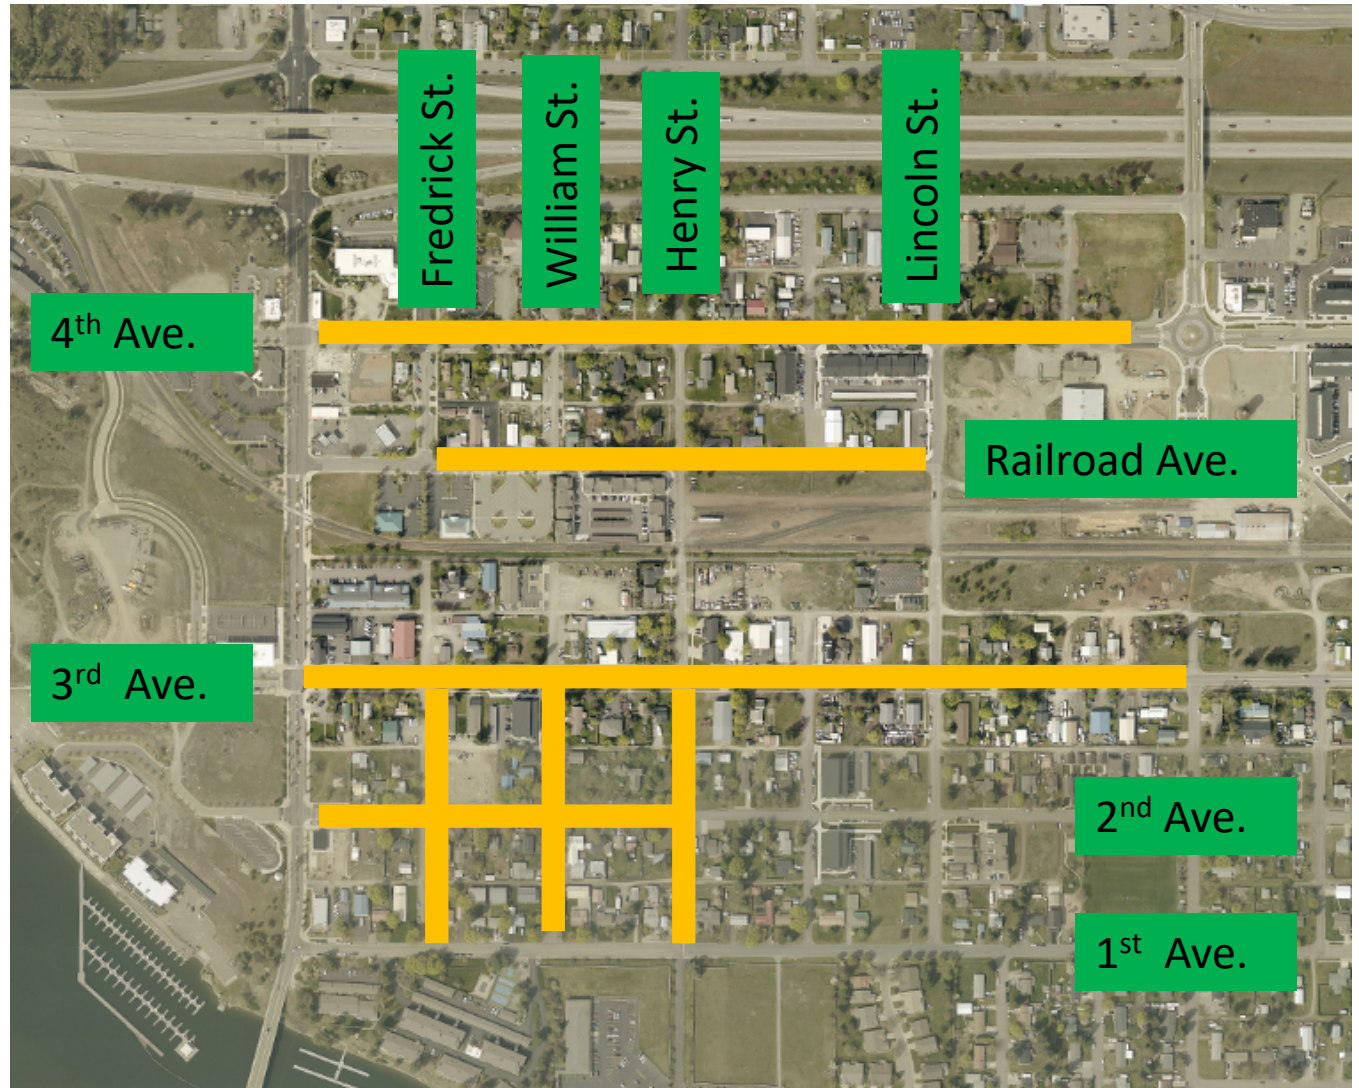 Fredrick St.
William St.
Henry St.
Lincoln St.
4th Ave.
Railroad Ave.
3rd  Ave.
2nd Ave.
1st  Ave.